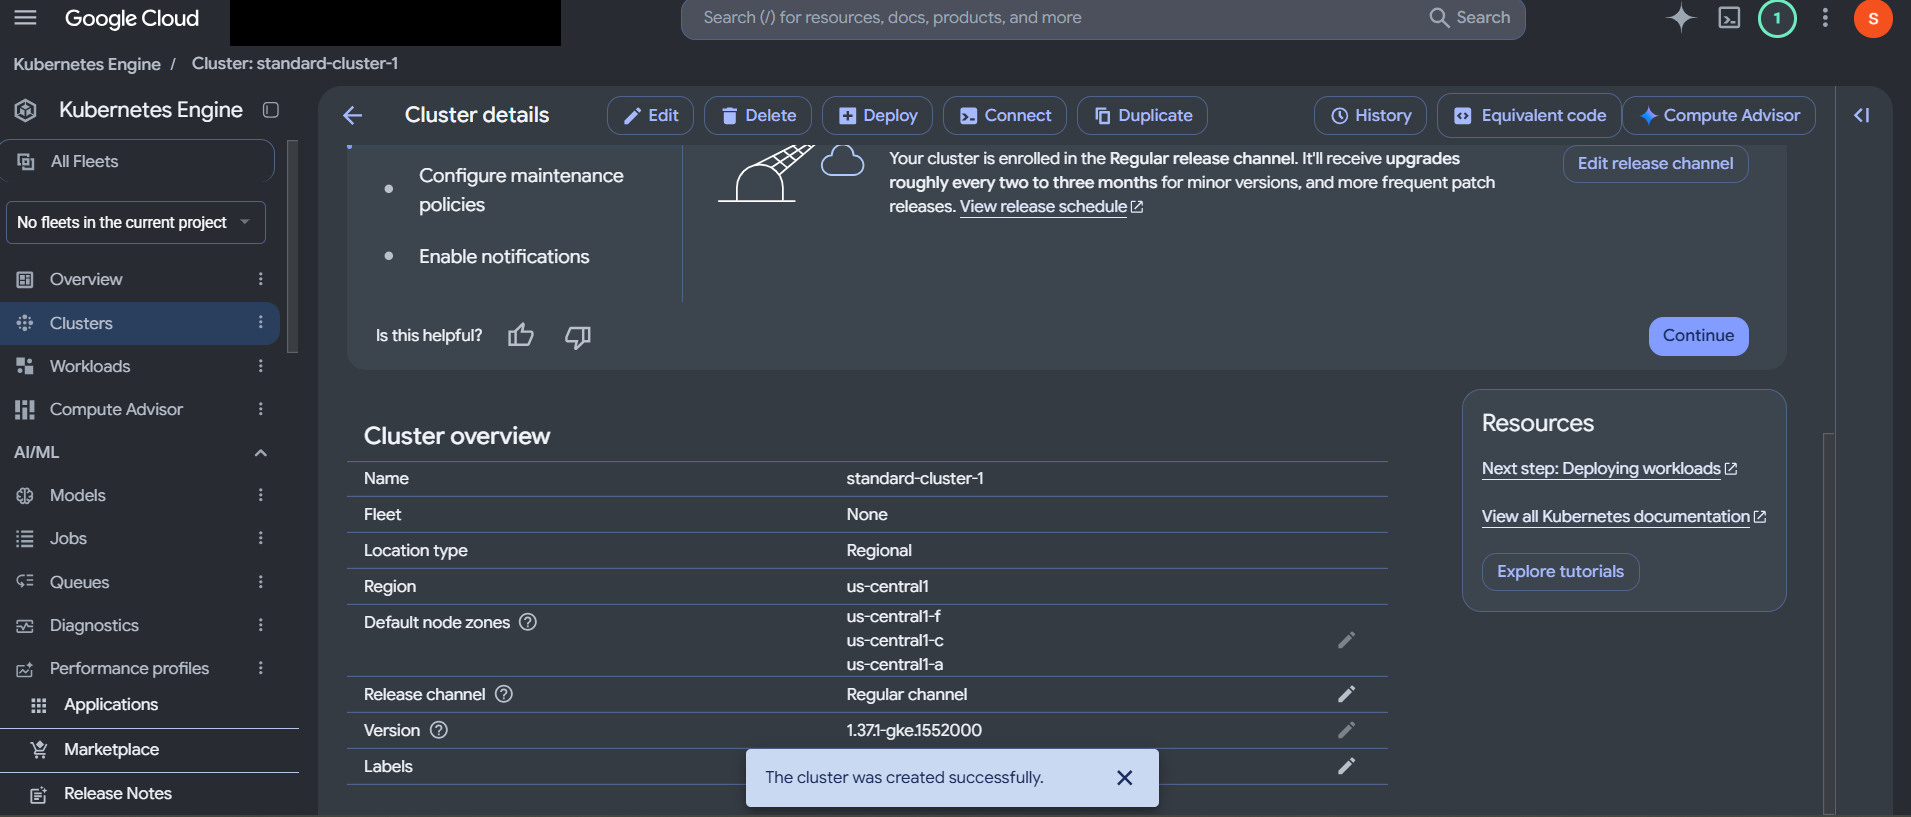 Google Cloud
Search (/) for resources, docs, products, and more
Search
1
S
Kubernetes Engine / Cluster: standard-cluster-1
Kubernetes Engine
All Fleets
No fleets in the current project
Overview
Clusters
Workloads
Compute Advisor
AI/ML
Models
Jobs
Queues
Diagnostics
Performance profiles
Applications
Marketplace
Release Notes
Cluster details
Edit
Delete
Deploy
Connect
Duplicate
History
Equivalent code
Compute Advisor
Configure maintenance
policies
Enable notifications
Your cluster is enrolled in the Regular release channel. It'll receive upgrades
roughly every two to three months for minor versions, and more frequent patch
releases. View release schedule
Edit release channel
Is this helpful?
Continue
Cluster overview
Name standard-cluster-1
Fleet None
Location type Regional
Region us-central1
Default node zones us-central1-f
us-central1-c
us-central1-a
Release channel Regular channel
Version 1.37.1-gke.1552000
Labels
The cluster was created successfully.
Resources
Next step: Deploying workloads
View all Kubernetes documentation
Explore tutorials